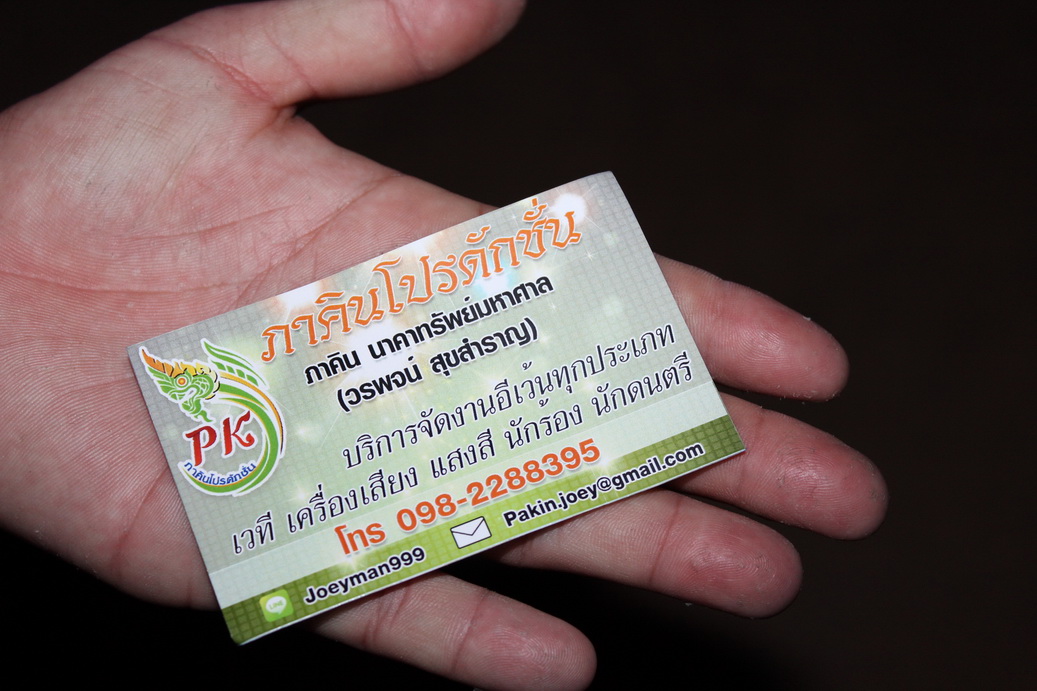 ภาคินโปรดักชั่น
ภาคิน นาคาทรัพย์มหาศาล
(วรพจน์ สุขสำราญ)
PK
ภาคินโปรดักชั่น
บริการจัดงานอีเว้นทุกประเภท
เวที เครื่องเสียง แสงสี นักร้อง นักดนตรี
โทร 098-2288395
LINE Joeyman999 Pakin.joey@gmail.com